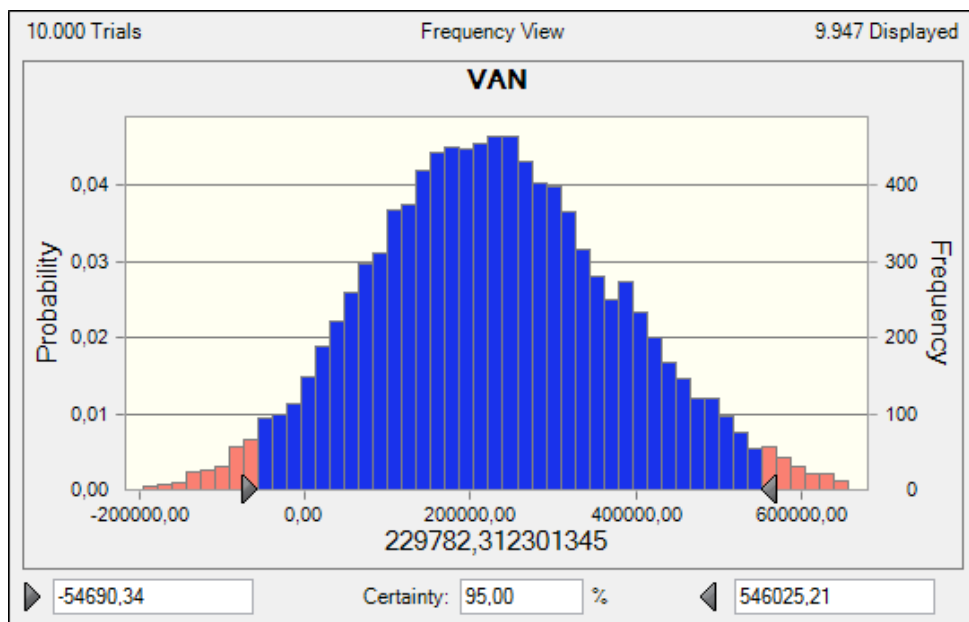 10.000 Trials Frequency View 9.947 Displayed
VAN
Probability
0,04
0,03
0,02
0,01
0,00
400
300
200
100
0
Frequency
-200000,00 0,00 200000,00 400000,00 600000,00
229782,312301345
-54690,34 Certainty: 95,00 % 546025,21